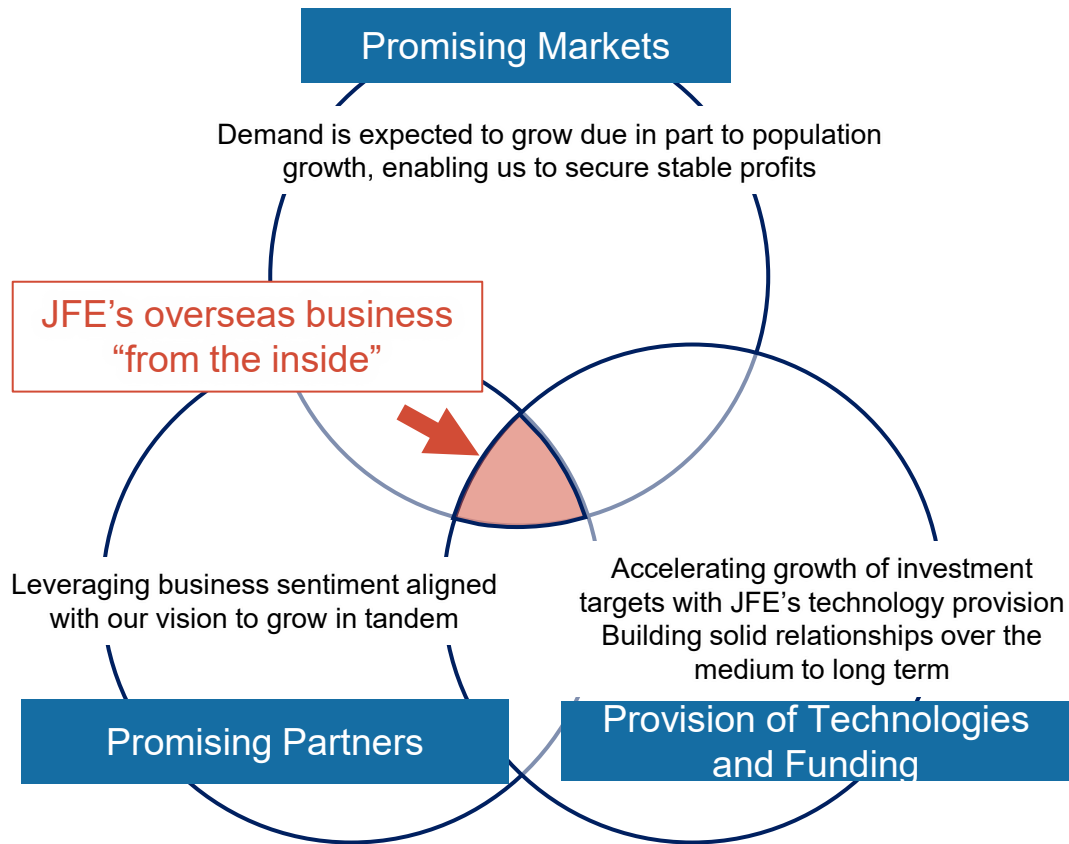 Promising Markets
Demand is expected to grow due in part to population
growth, enabling us to secure stable profits
JFE’s overseas business
“from the inside”
Leveraging business sentiment aligned
with our vision to grow in tandem
Accelerating growth of investment
targets with JFE’s technology provision
Building solid relationships over the
medium to long term
Promising Partners
Provision of Technologies
and Funding